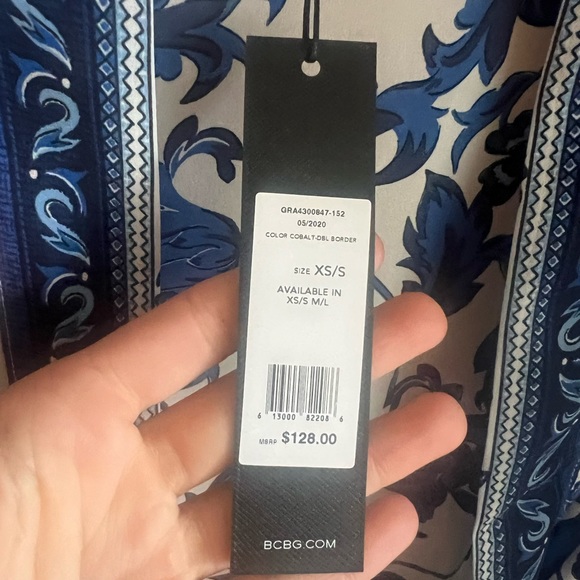 GRA4300847-152
05/2020
COLOR COBALT-DBL BORDER
SIZE XS/S
AVAILABLE IN
XS/S M/L
6 13000 82208 6
MSRP $128.00
BCBG.COM